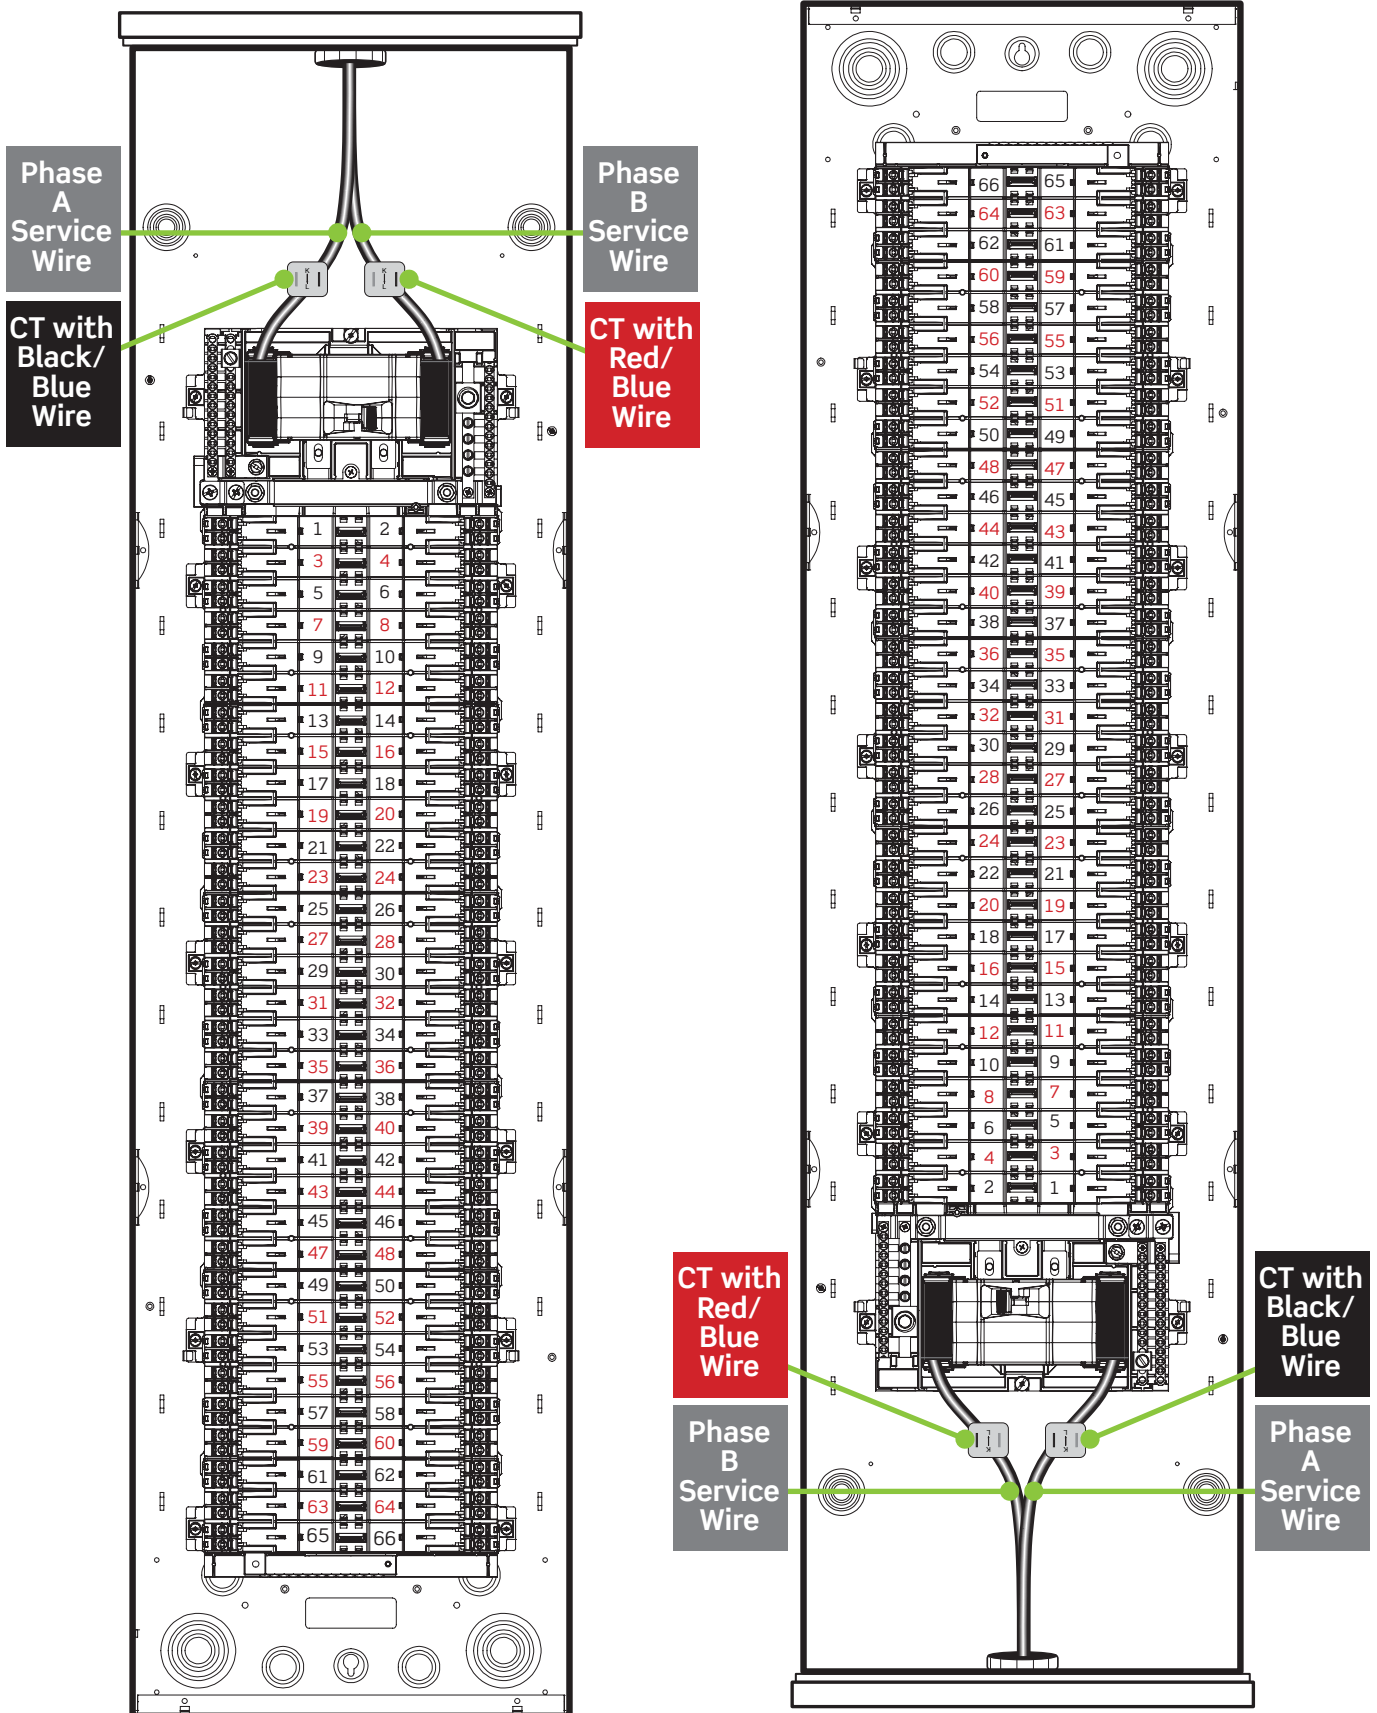 Phase
A
Service
Wire
CT with
Black/
Blue
Wire
Phase
B
Service
Wire
CT with
Red/
Blue
Wire
K
L
K
L
1 2
3 4
5 6
7 8
9 10
11 12
13 14
15 16
17 18
19 20
21 22
23 24
25 26
27 28
29 30
31 32
33 34
35 36
37 38
39 40
41 42
43 44
45 46
47 48
49 50
51 52
53 54
55 56
57 58
59 60
61 62
63 64
65 66
66 65
64 63
62 61
60 59
58 57
56 55
54 53
52 51
50 49
48 47
46 45
44 43
42 41
40 39
38 37
36 35
34 33
32 31
30 29
28 27
26 25
24 23
22 21
20 19
18 17
16 15
14 13
12 11
10 9
8 7
6 5
4 3
2 1
CT with
Red/
Blue
Wire
Phase
B
Service
Wire
L
K
L
K
CT with
Black/
Blue
Wire
Phase
A
Service
Wire